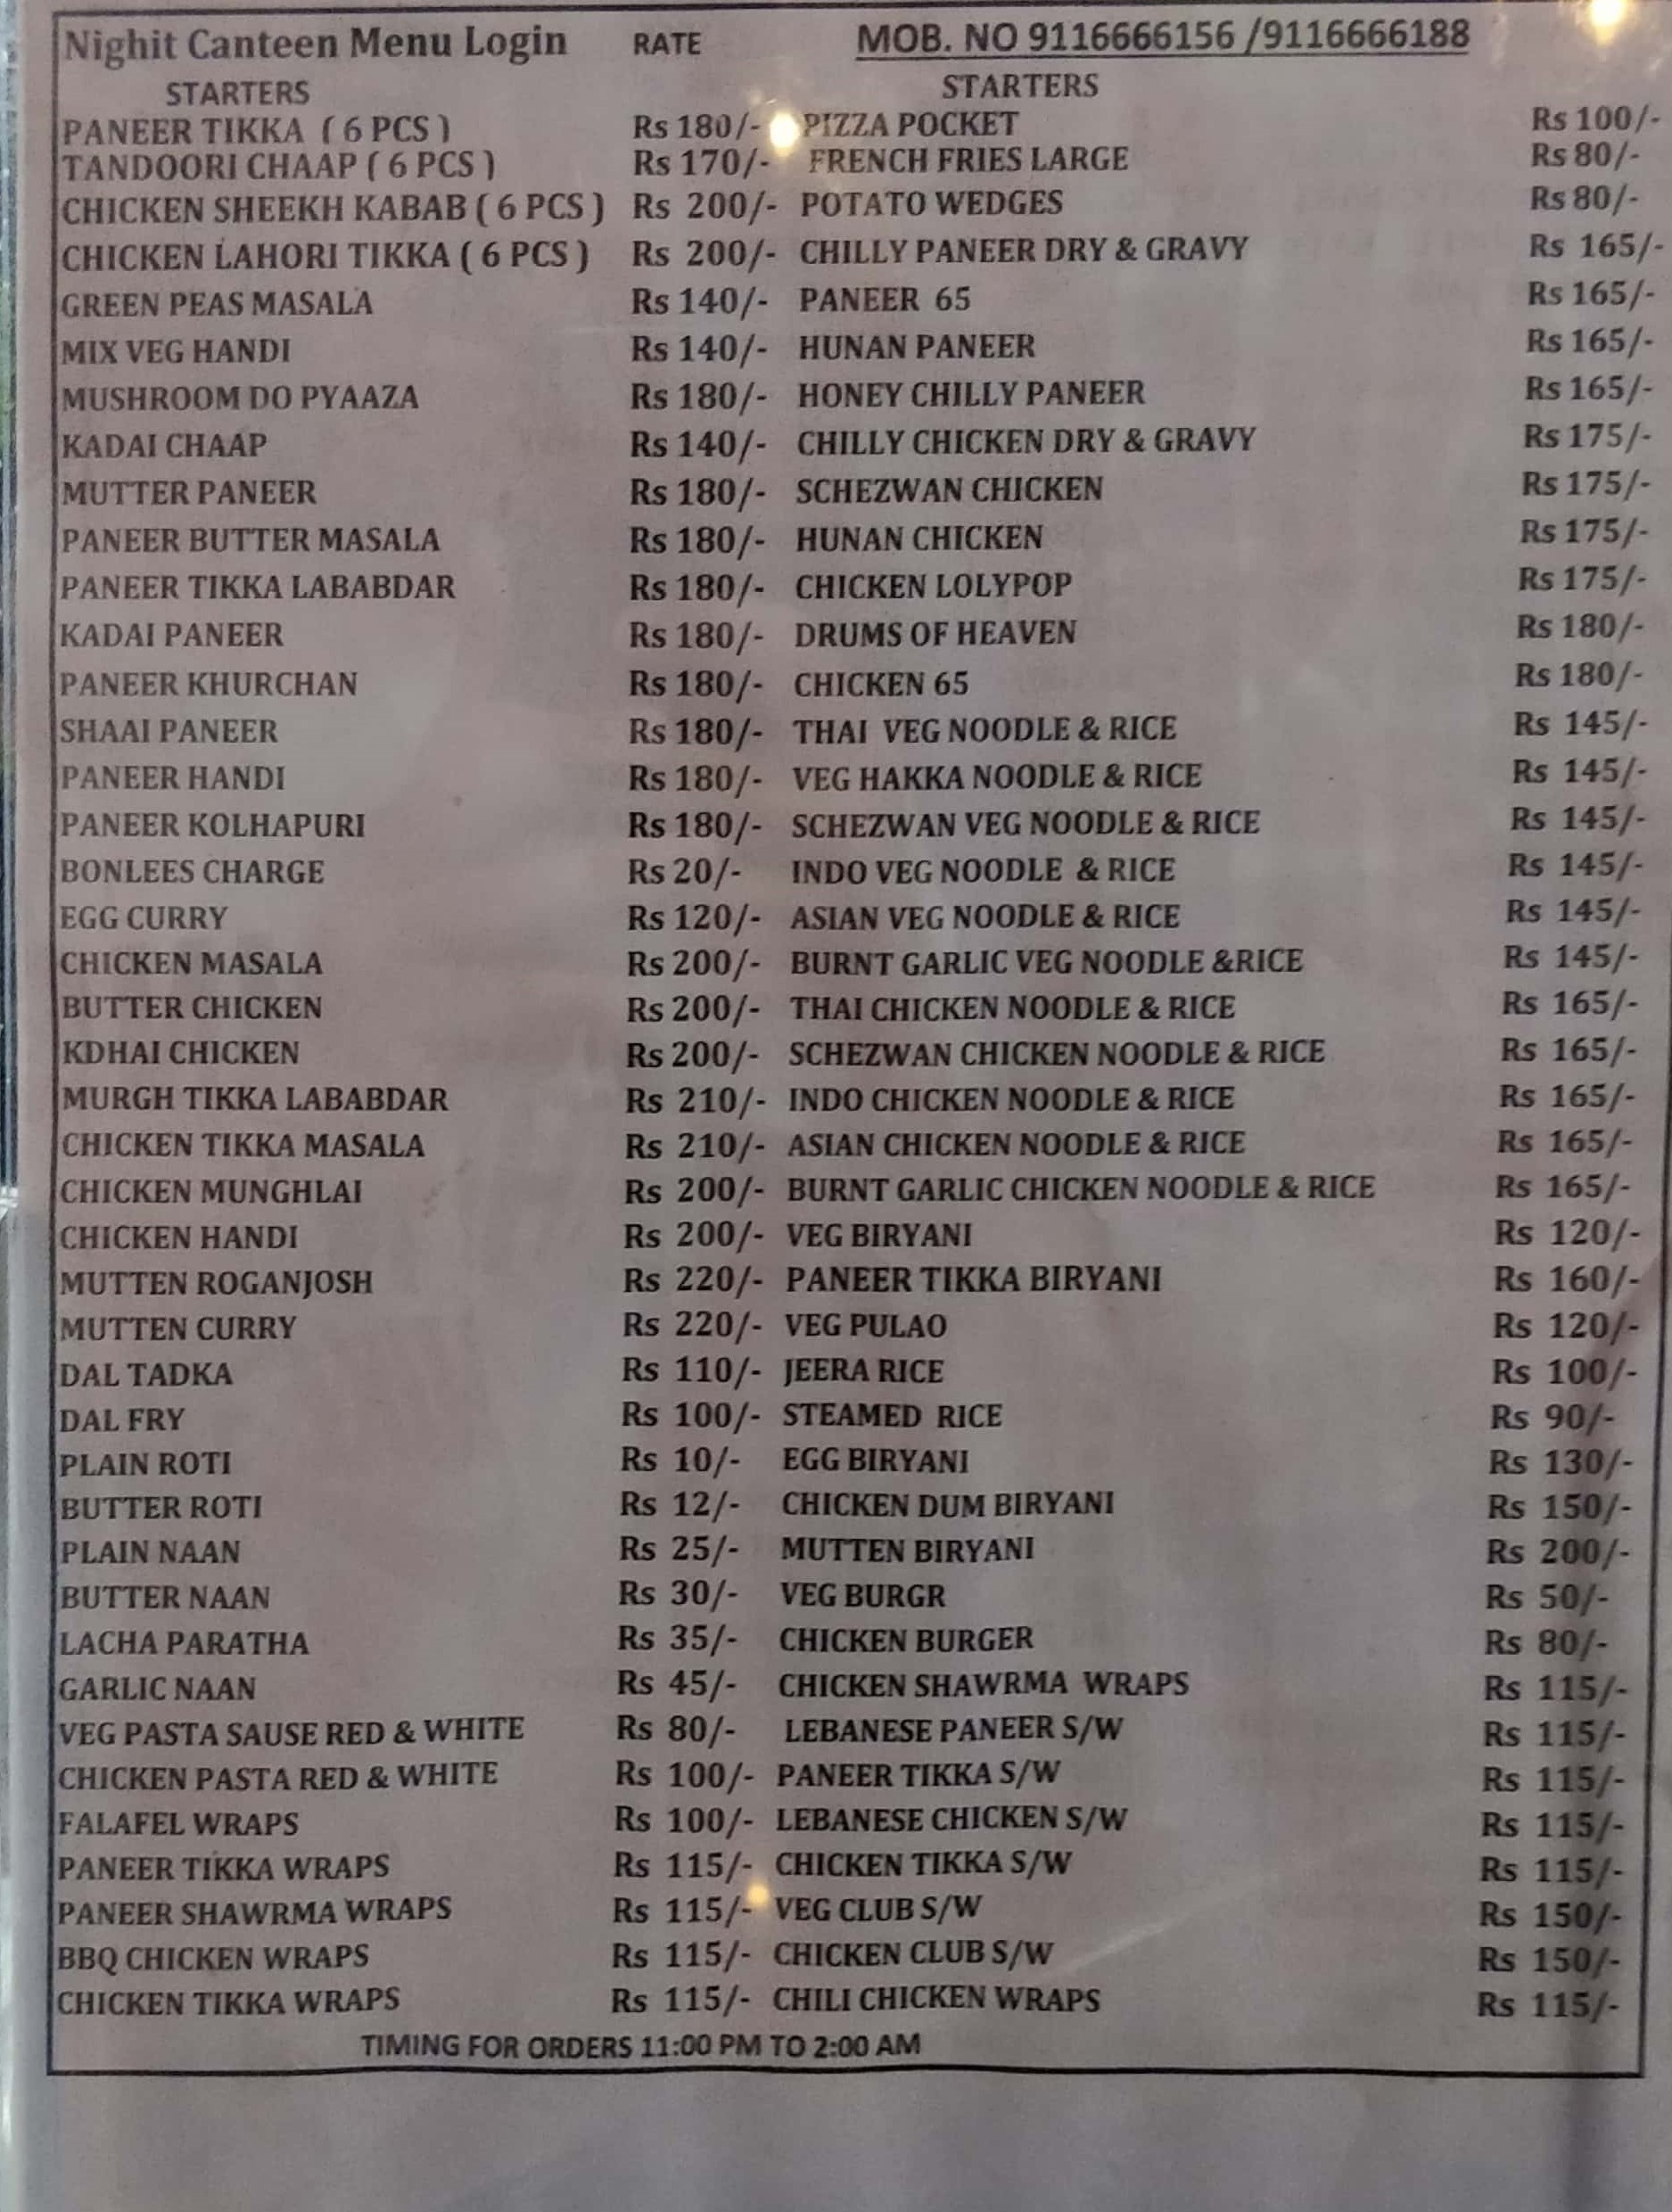 Nighit Canteen Menu Login RATE MOB. NO 9116666156 /9116666188
STARTERS STARTERS
PANEER TIKKA ( 6 PCS ) Rs 180/- PIZZA POCKET Rs 100/-
TANDOORI CHAAP ( 6 PCS ) Rs 170/- FRENCH FRIES LARGE Rs 80/-
CHICKEN SHEEKH KABAB ( 6 PCS ) Rs 200/- POTATO WEDGES Rs 80/-
CHICKEN LAHORI TIKKA ( 6 PCS ) Rs 200/- CHILLY PANEER DRY & GRAVY Rs 165/-
GREEN PEAS MASALA Rs 140/- PANEER 65 Rs 165/-
MIX VEG HANDI Rs 140/- HUNAN PANEER Rs 165/-
MUSHROOM DO PYAAZA Rs 180/- HONEY CHILLY PANEER Rs 165/-
KADAI CHAAP Rs 140/- CHILLY CHICKEN DRY & GRAVY Rs 175/-
MUTTER PANEER Rs 180/- SCHEZWAN CHICKEN Rs 175/-
PANEER BUTTER MASALA Rs 180/- HUNAN CHICKEN Rs 175/-
PANEER TIKKA LABABDAR Rs 180/- CHICKEN LOLYPOP Rs 175/-
KADAI PANEER Rs 180/- DRUMS OF HEAVEN Rs 180/-
PANEER KHURCHAN Rs 180/- CHICKEN 65 Rs 180/-
SHAAI PANEER Rs 180/- THAI VEG NOODLE & RICE Rs 145/-
PANEER HANDI Rs 180/- VEG HAKKA NOODLE & RICE Rs 145/-
PANEER KOLHAPURI Rs 180/- SCHEZWAN VEG NOODLE & RICE Rs 145/-
BONLEES CHARGE Rs 20/- INDO VEG NOODLE & RICE Rs 145/-
EGG CURRY Rs 120/- ASIAN VEG NOODLE & RICE Rs 145/-
CHICKEN MASALA Rs 200/- BURNT GARLIC VEG NOODLE &RICE Rs 145/-
BUTTER CHICKEN Rs 200/- THAI CHICKEN NOODLE & RICE Rs 165/-
KDHAI CHICKEN Rs 200/- SCHEZWAN CHICKEN NOODLE & RICE Rs 165/-
MURGH TIKKA LABABDAR Rs 210/- INDO CHICKEN NOODLE & RICE Rs 165/-
CHICKEN TIKKA MASALA Rs 210/- ASIAN CHICKEN NOODLE & RICE Rs 165/-
CHICKEN MUNGHLAI Rs 200/- BURNT GARLIC CHICKEN NOODLE & RICE Rs 165/-
CHICKEN HANDI Rs 200/- VEG BIRYANI Rs 120/-
MUTTEN ROGANJOSH Rs 220/- PANEER TIKKA BIRYANI Rs 160/-
MUTTEN CURRY Rs 220/- VEG PULAO Rs 120/-
DAL TADKA Rs 110/- JEERA RICE Rs 100/-
DAL FRY Rs 100/- STEAMED RICE Rs 90/-
PLAIN ROTI Rs 10/- EGG BIRYANI Rs 130/-
BUTTER ROTI Rs 12/- CHICKEN DUM BIRYANI Rs 150/-
PLAIN NAAN Rs 25/- MUTTEN BIRYANI Rs 200/-
BUTTER NAAN Rs 30/- VEG BURGR Rs 50/-
LACHA PARATHA Rs 35/- CHICKEN BURGER Rs 80/-
GARLIC NAAN Rs 45/- CHICKEN SHAWRMA WRAPS Rs 115/-
VEG PASTA SAUSE RED & WHITE Rs 80/- LEBANESE PANEER S/W Rs 115/-
CHICKEN PASTA RED & WHITE Rs 100/- PANEER TIKKA S/W Rs 115/-
FALAFEL WRAPS Rs 100/- LEBANESE CHICKEN S/W Rs 115/-
PANEER TIKKA WRAPS Rs 115/- CHICKEN TIKKA S/W Rs 115/-
PANEER SHAWRMA WRAPS Rs 115/- VEG CLUB S/W Rs 150/-
BBQ CHICKEN WRAPS Rs 115/- CHICKEN CLUB S/W Rs 150/-
CHICKEN TIKKA WRAPS Rs 115/- CHILI CHICKEN WRAPS Rs 115/-
TIMING FOR ORDERS 11:00 PM TO 2:00 AM